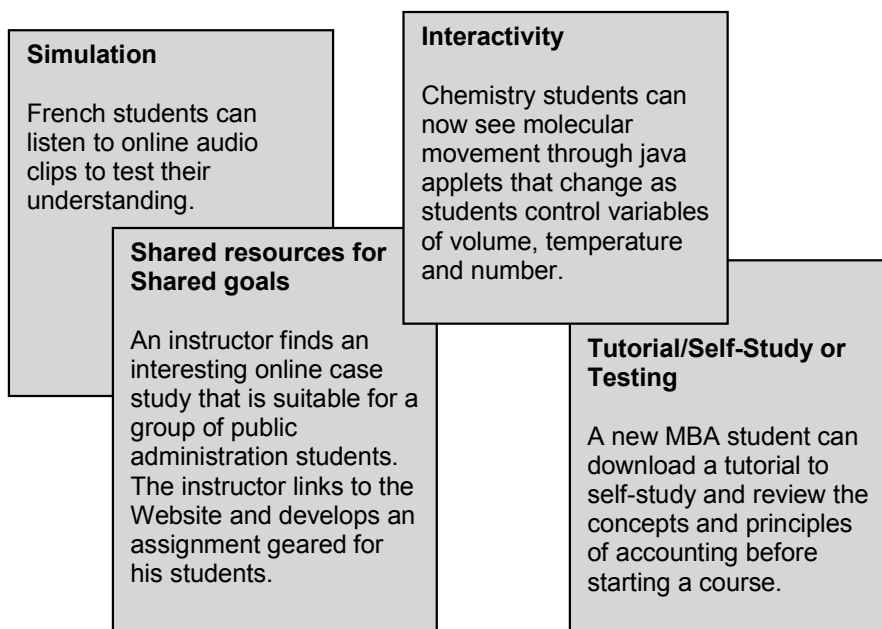 Simulation
French students can
listen to online audio
clips to test their
understanding.
Interactivity
Chemistry students can
now see molecular
movement through java
applets that change as
students control variables
of volume, temperature
and number.
Shared resources for
Shared goals
An instructor finds an
interesting online case
study that is suitable for a
group of public
administration students.
The instructor links to the
Website and develops an
assignment geared for
his students.
Tutorial/Self-Study or
Testing
A new MBA student can
download a tutorial to
self-study and review the
concepts and principles
of accounting before
starting a course.